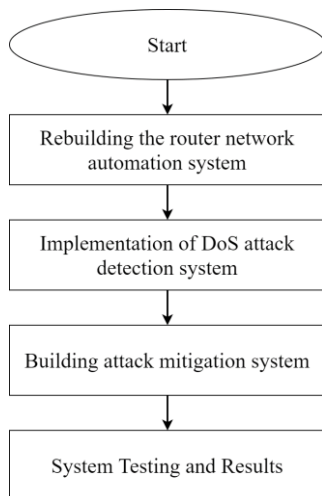 Start
Rebuilding the router network
automation system
Implementation of DoS attack
detection system
Building attack mitigation system
System Testing and Results